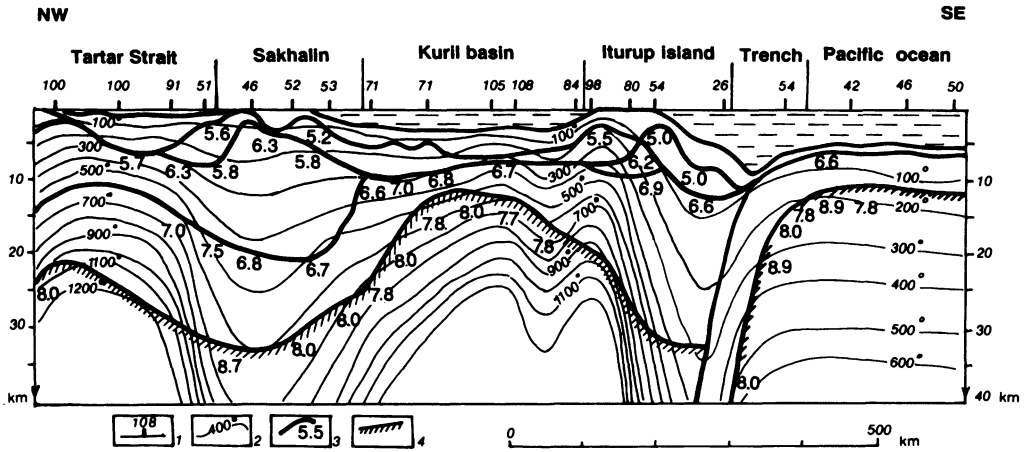 NW SE
Tartar Strait Sakhalin Kuril basin Iturup island Trench Pacific ocean
100 100 91 51 46 52 53 71 71 105 108 84 98 80 54 26 54 42 46 50
100° 5.6 5.2 100° 5.5 5.0
300 5.7 6.3 5.8 6.3 5.8 6.7 300° 6.2 6.6
500° 6.6 7.0 6.8 500° 6.9 5.0 100°
10 10
700° 7.0 7.8 8.0 7.7 700° 6.6 7.8 8.9 7.8 200°
900° 7.5 6.8 6.7 8.0 7.8 900° 8.0 300°
20 20
1100° 7.8 1100° 8.9 400°
8.0 1200° 8.0 500°
30 30
8.7 8.0 600°
8.0
km 40 km
108 1 400° 2 5.5 3 4
0 500 km